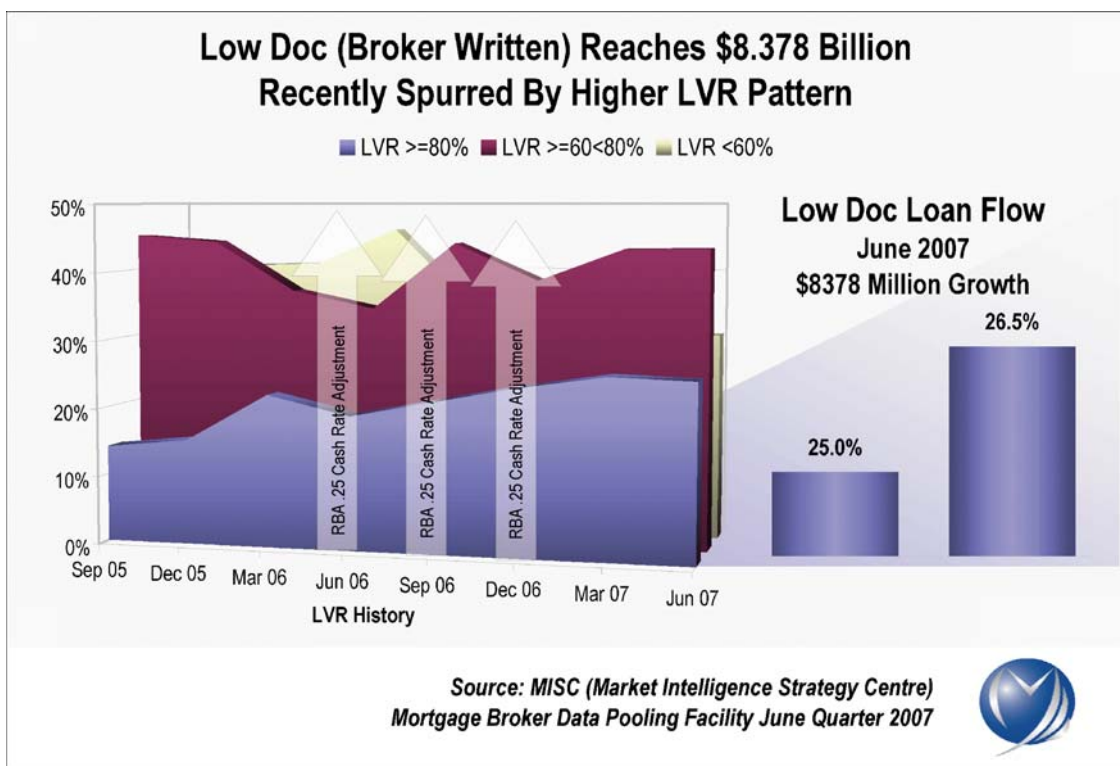 Low Doc (Broker Written) Reaches $8.378 Billion
Recently Spurred By Higher LVR Pattern
LVR >=80% LVR >=60<80% LVR <60%
50%
40%
30%
20%
10%
0%
RBA .25 Cash Rate Adjustment
RBA .25 Cash Rate Adjustment
RBA .25 Cash Rate Adjustment
Sep 05 Dec 05 Mar 06 Jun 06 Sep 06 Dec 06 Mar 07 Jun 07
LVR History
Low Doc Loan Flow
June 2007
$8378 Million Growth
26.5%
25.0%
Source: MISC (Market Intelligence Strategy Centre)
Mortgage Broker Data Pooling Facility June Quarter 2007